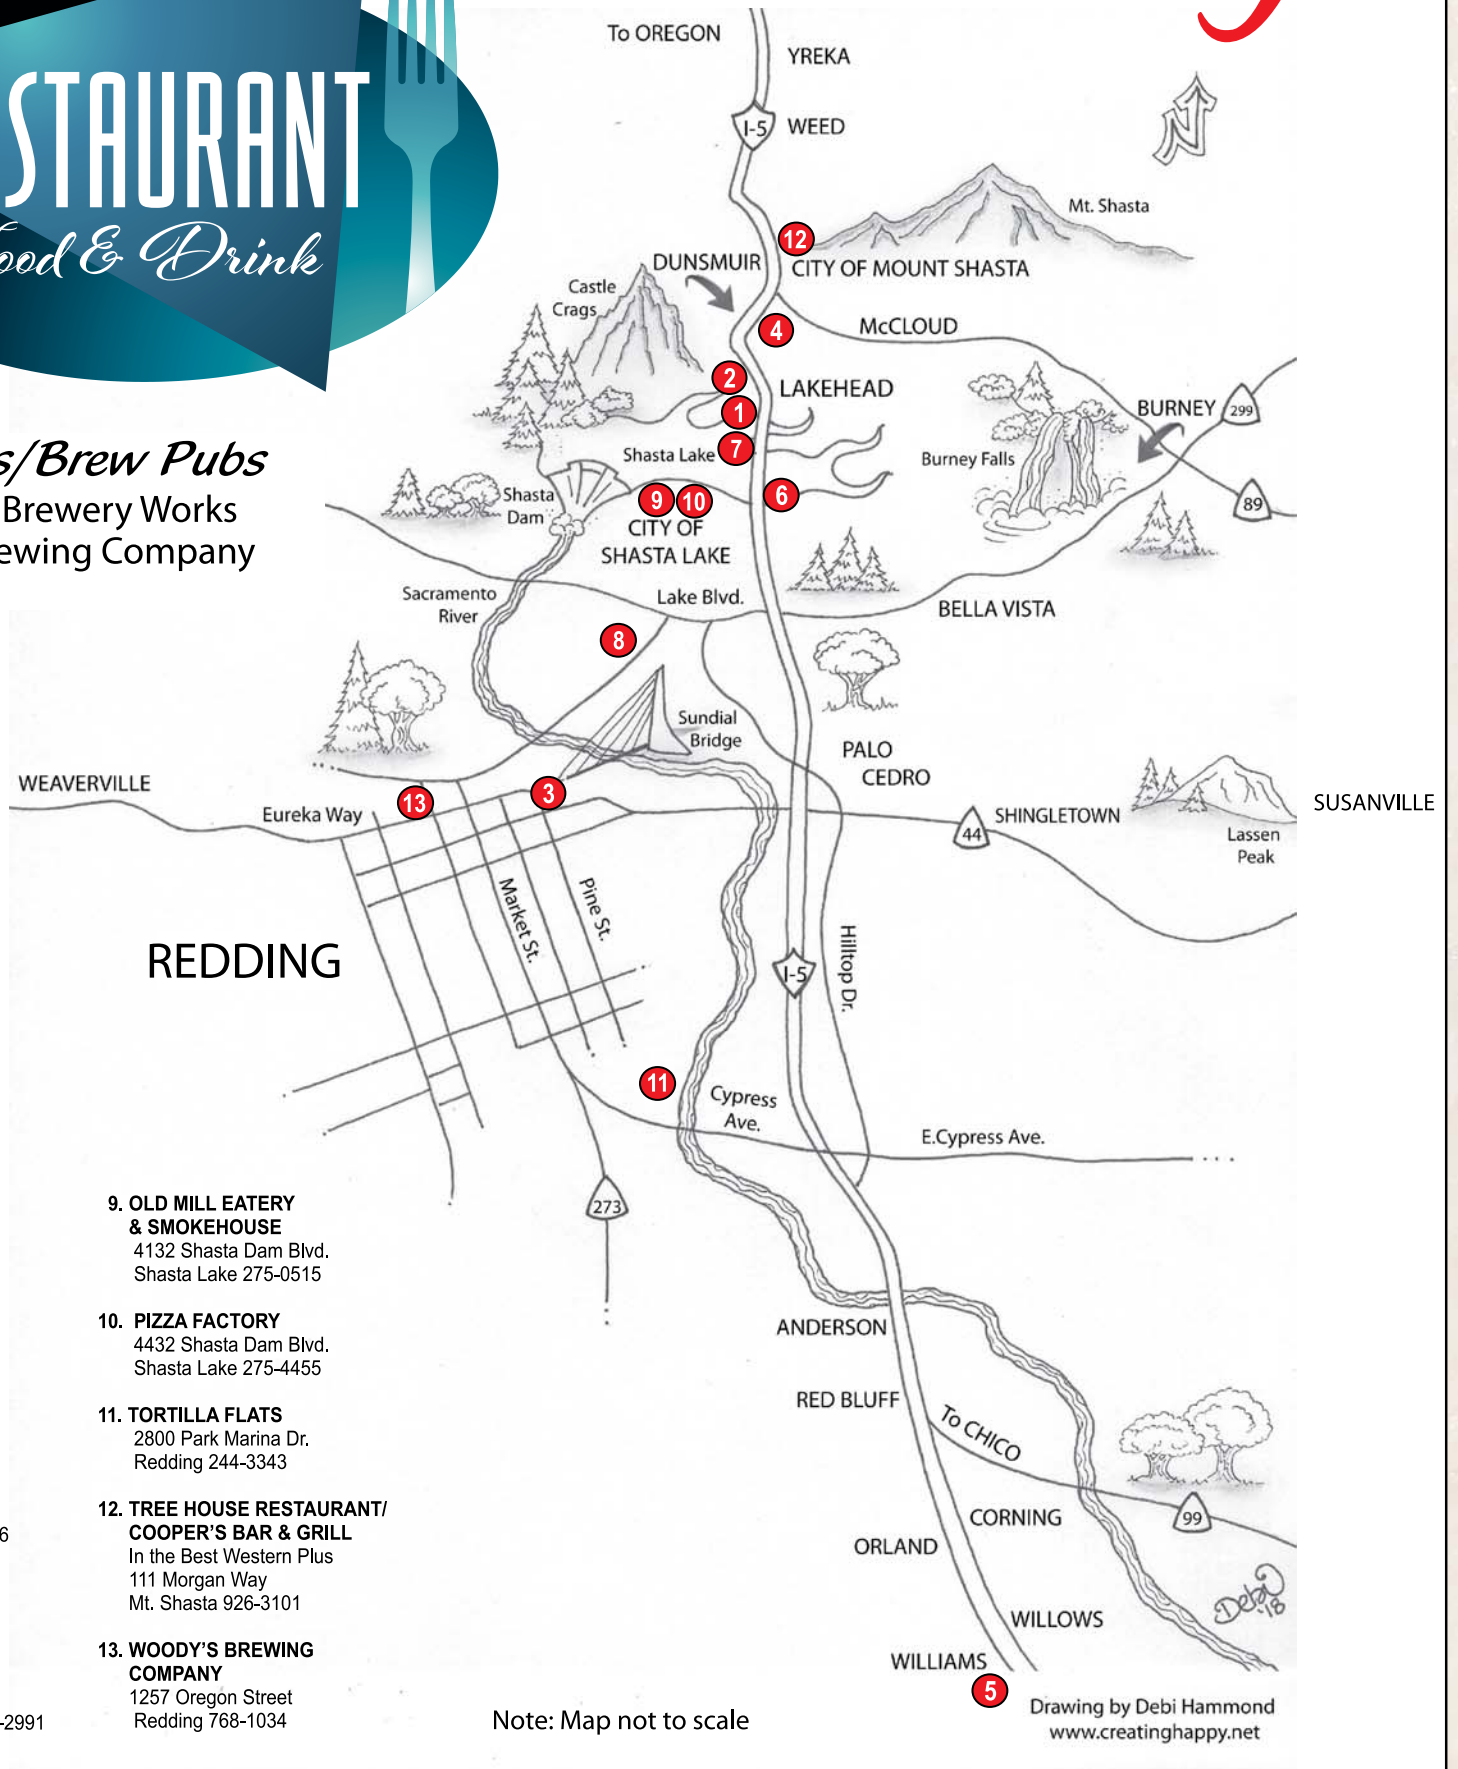 STAURANT
ood & Drink
s/Brew Pubs
Brewery Works
ewing Company
To OREGON
YREKA
I-5
WEED
Mt. Shasta
12
CITY OF MOUNT SHASTA
DUNSMUIR
Castle
Crags
4
McCLOUD
2
LAKEHEAD
1
BURNEY
299
Shasta Lake
7
Burney Falls
Shasta
Dam
9
10
6
89
CITY OF
SHASTA LAKE
Sacramento
River
Lake Blvd.
BELLA VISTA
8
Sundial
Bridge
PALO
CEDRO
WEAVERVILLE
Eureka Way
13
3
44
SHINGLETOWN
Lassen
Peak
SUSANVILLE
Market St.
Pine St.
REDDING
I-5
Hilltop Dr.
11
Cypress
Ave.
E.Cypress Ave.
273
9. OLD MILL EATERY
& SMOKEHOUSE
4132 Shasta Dam Blvd.
Shasta Lake 275-0515
10. PIZZA FACTORY
4432 Shasta Dam Blvd.
Shasta Lake 275-4455
11. TORTILLA FLATS
2800 Park Marina Dr.
Redding 244-3343
12. TREE HOUSE RESTAURANT/
COOPER'S BAR & GRILL
In the Best Western Plus
111 Morgan Way
Mt. Shasta 926-3101
13. WOODY'S BREWING
COMPANY
1257 Oregon Street
Redding 768-1034
6
-2991
ANDERSON
RED BLUFF
To CHICO
99
CORNING
ORLAND
Debi
'18
WILLOWS
WILLIAMS
5
Note: Map not to scale
Drawing by Debi Hammond
www.creatinghappy.net